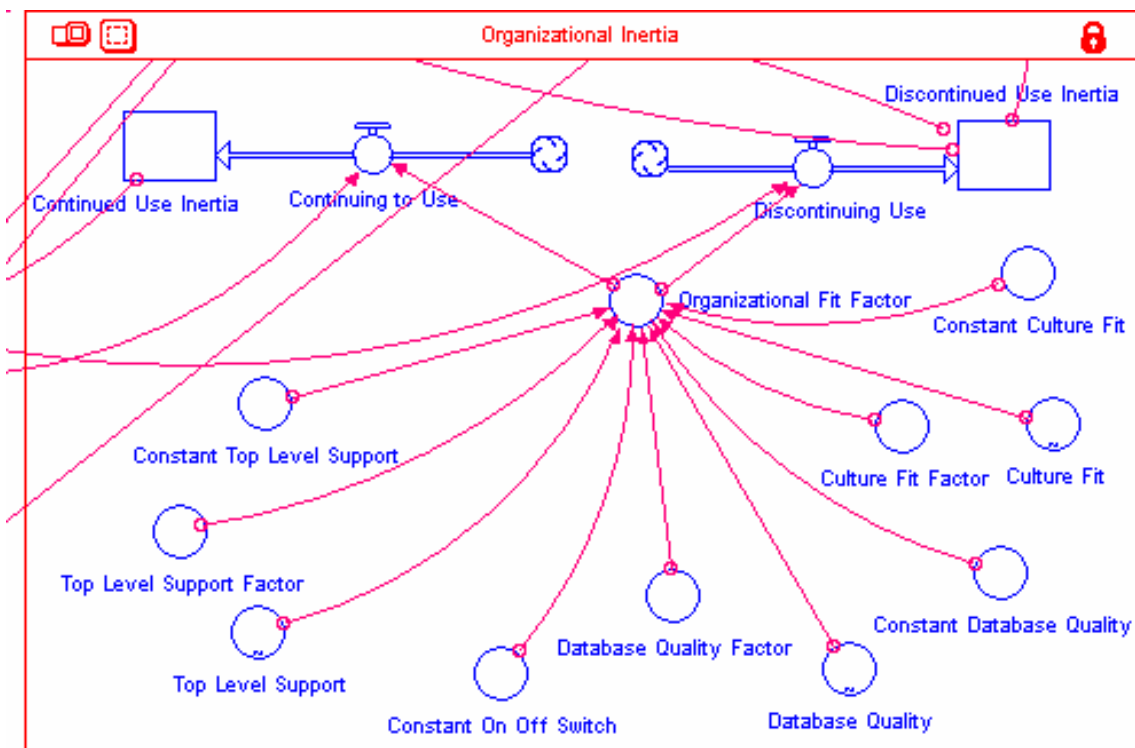 Organizational Inertia
Discontinued Use Inertia
Continued Use Inertia
Continuing to Use
Discontinuing Use
Organizational Fit Factor
Constant Culture Fit
Constant Top Level Support
Culture Fit Factor
Culture Fit
Top Level Support Factor
Constant Database Quality
Database Quality Factor
Top Level Support
Constant On Off Switch
Database Quality